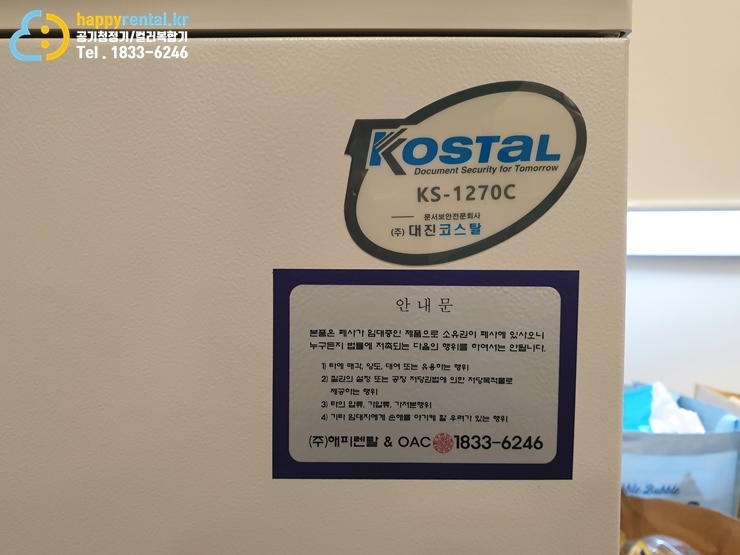 happyrental.kr
공기청정기/컬러복합기
Tel . 1833-6246
KOSTAL
Document Security for Tomorrow
KS-1270C
문서보안전문회사
(주) 대진코스탈
안 내 문
본품은 폐사가 임대중인 제품으로 소유권이 폐사에 있사오니
누구든지 법률에 저촉되는 다음의 행위를 하여서는 안됩니다.
1) 타에 매각, 양도, 대여 또는 유용하는 행위
2) 질권의 설정 또는 공장 저당권법에 의한 저당목적물로
제공하는 행위
3) 타인 압류, 가압류, 가처분행위
4) 기타 임대자에게 손해를 야기케 할 우려가 있는 행위
(주)해피렌탈 & OAC 1833-6246
Bubble